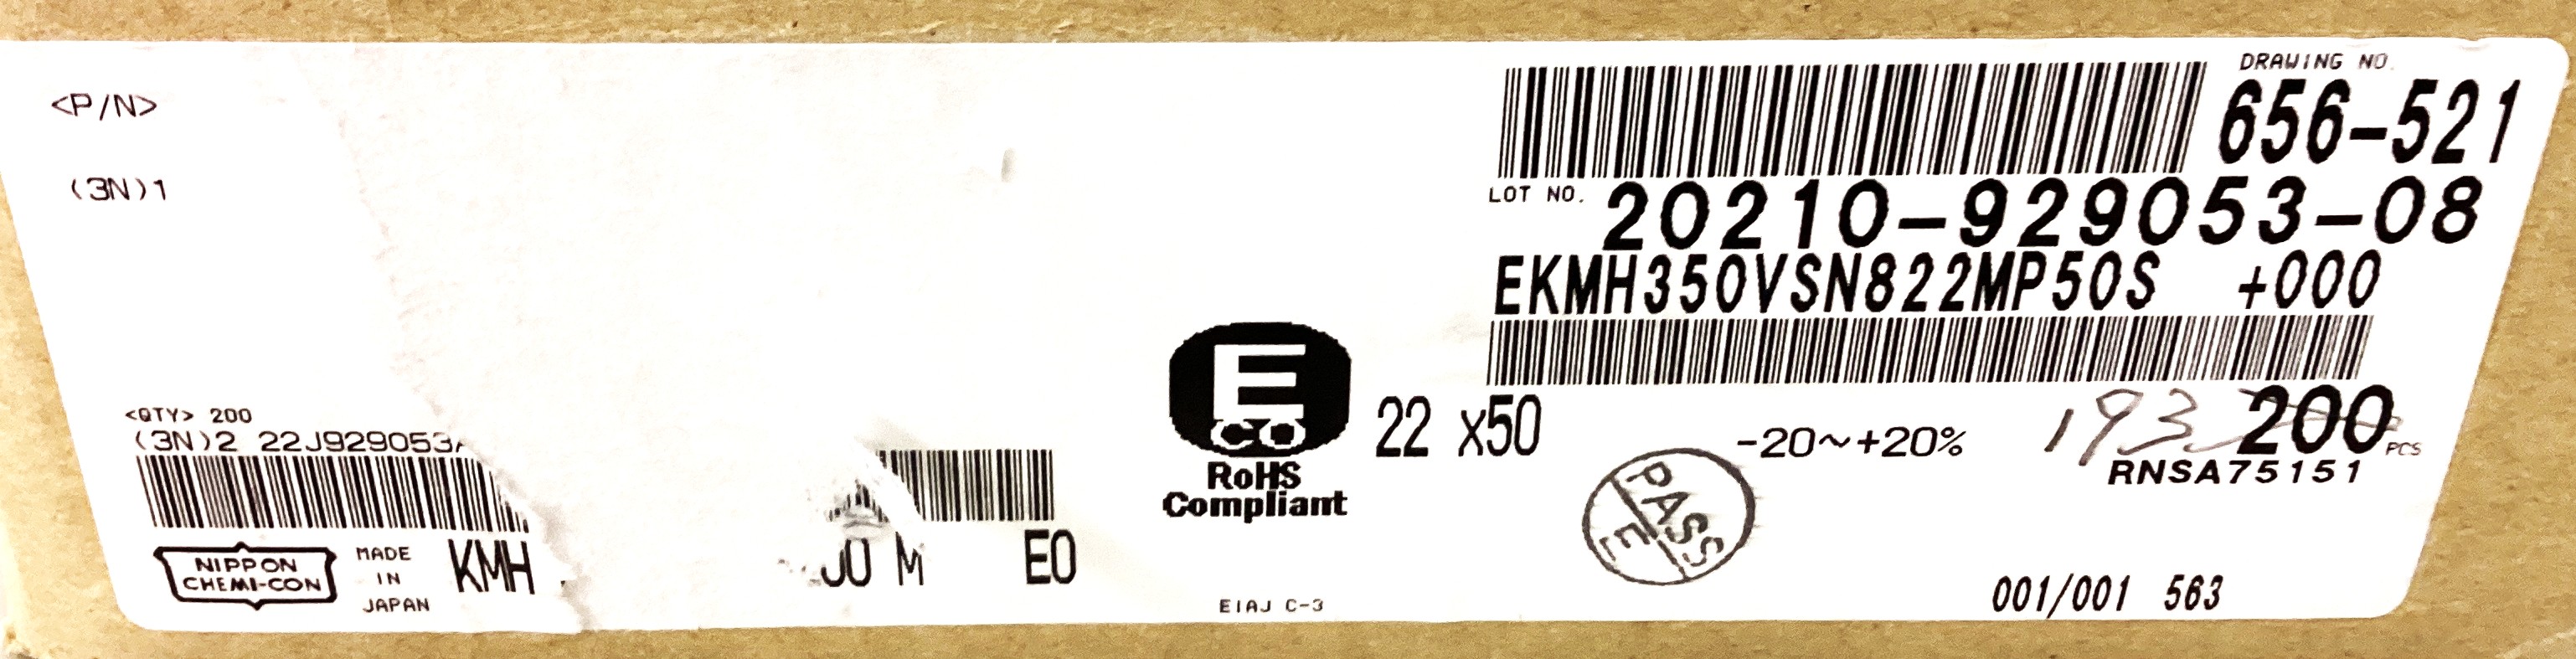 <P/N>
(3N)1
<QTY> 200
(3N)2 22J929053
NIPPON
CHEMI-CON
MADE
IN
JAPAN
KMH
00 M
E0
E
CO
RoHS
Compliant
EIAJ C-3
DRAWING NO.
656-521
LOT NO. 20210-929053-08
EKMH350VSN822MP50S +000
22 x50
-20~+20%
193 200 PCS
RNSA75151
PASS
E
001/001 563